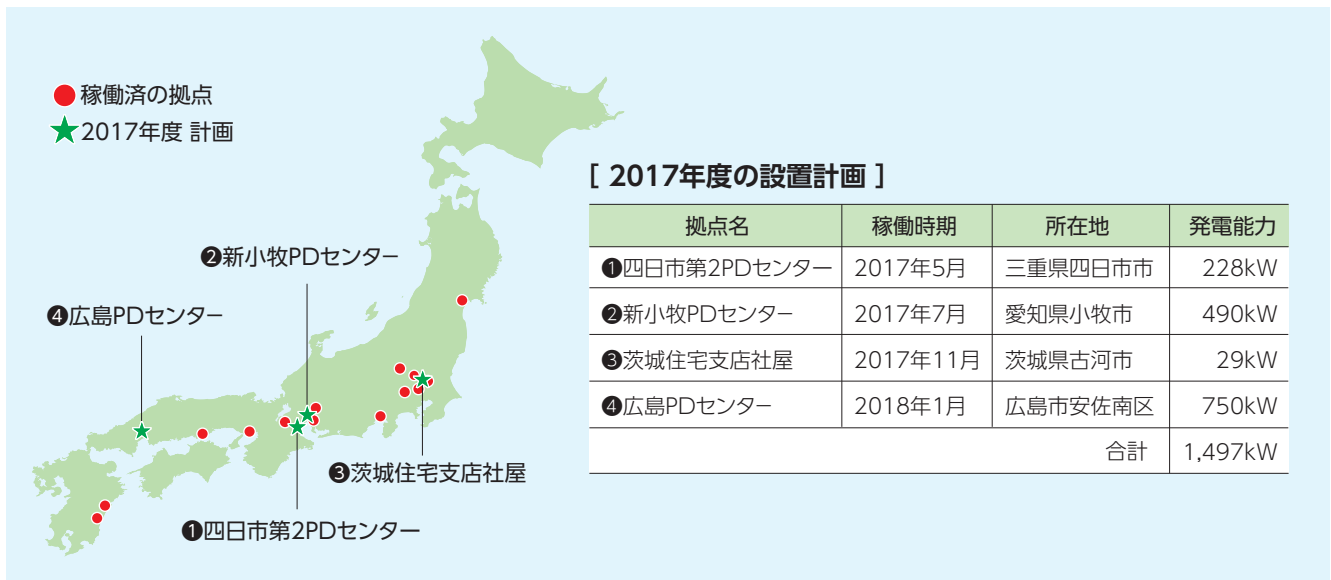 稼働済の拠点
2017年度 計画
❷新小牧PDセンター
❹広島PDセンター
❸茨城住宅支店社屋
❶四日市第2PDセンター
[ 2017年度の設置計画 ]
拠点名 稼働時期 所在地 発電能力
❶四日市第2PDセンター 2017年5月 三重県四日市市 228kW
❷新小牧PDセンター 2017年7月 愛知県小牧市 490kW
❸茨城住宅支店社屋 2017年11月 茨城県古河市 29kW
❹広島PDセンター 2018年1月 広島市安佐南区 750kW
合計 1,497kW